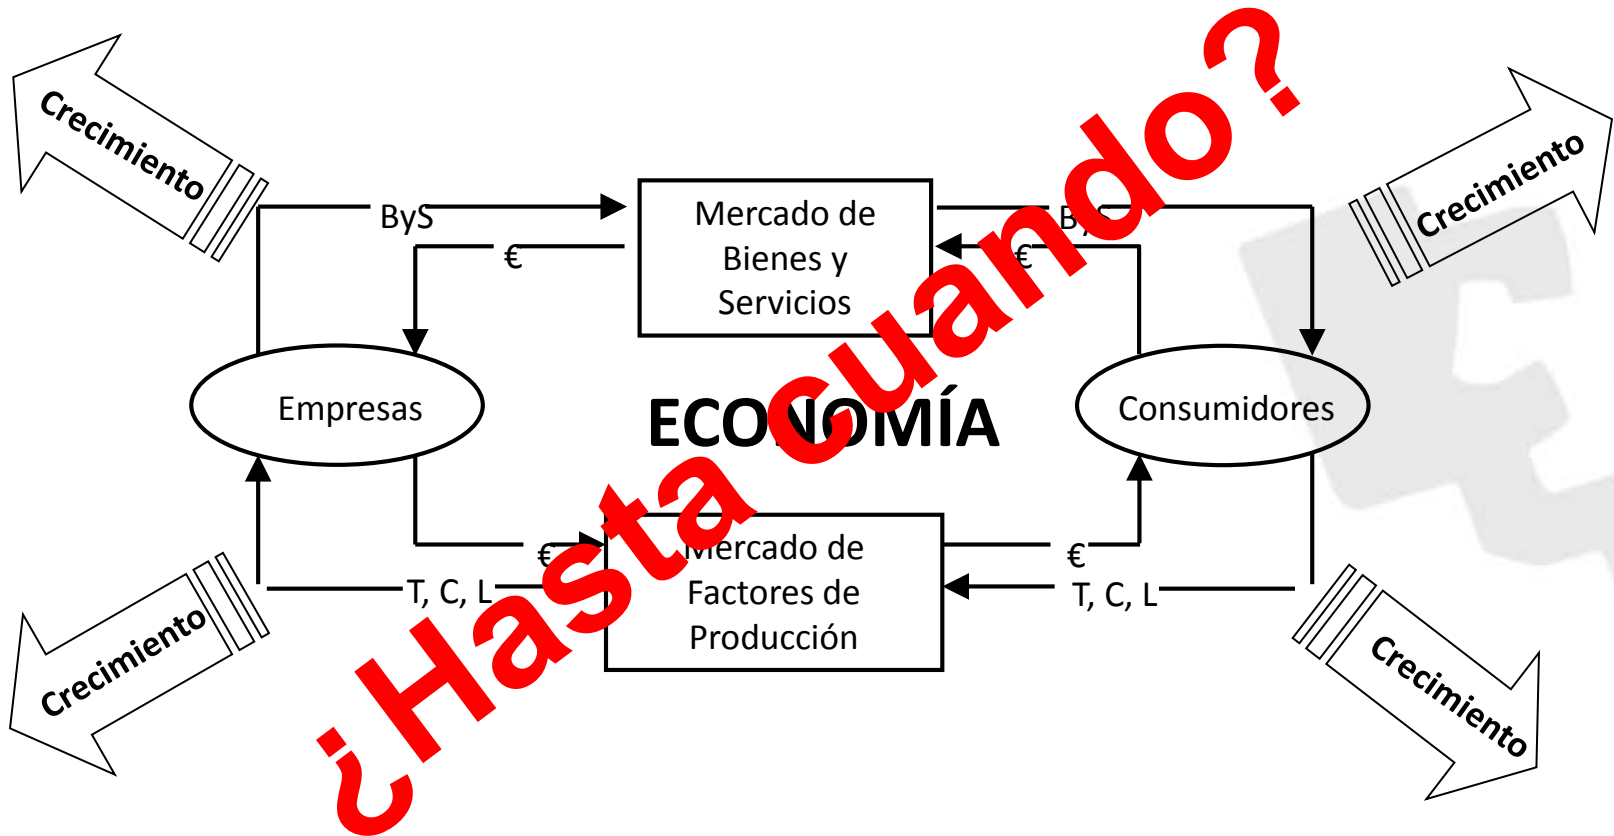 Crecimiento
Crecimiento
ByS
Mercado de
Bienes y
Servicios
ByS
€
€
Empresas
ECONOMÍA
Consumidores
¿Hasta cuando?
€
Mercado de
Factores de
Producción
€
T, C, L
T, C, L
Crecimiento
Crecimiento